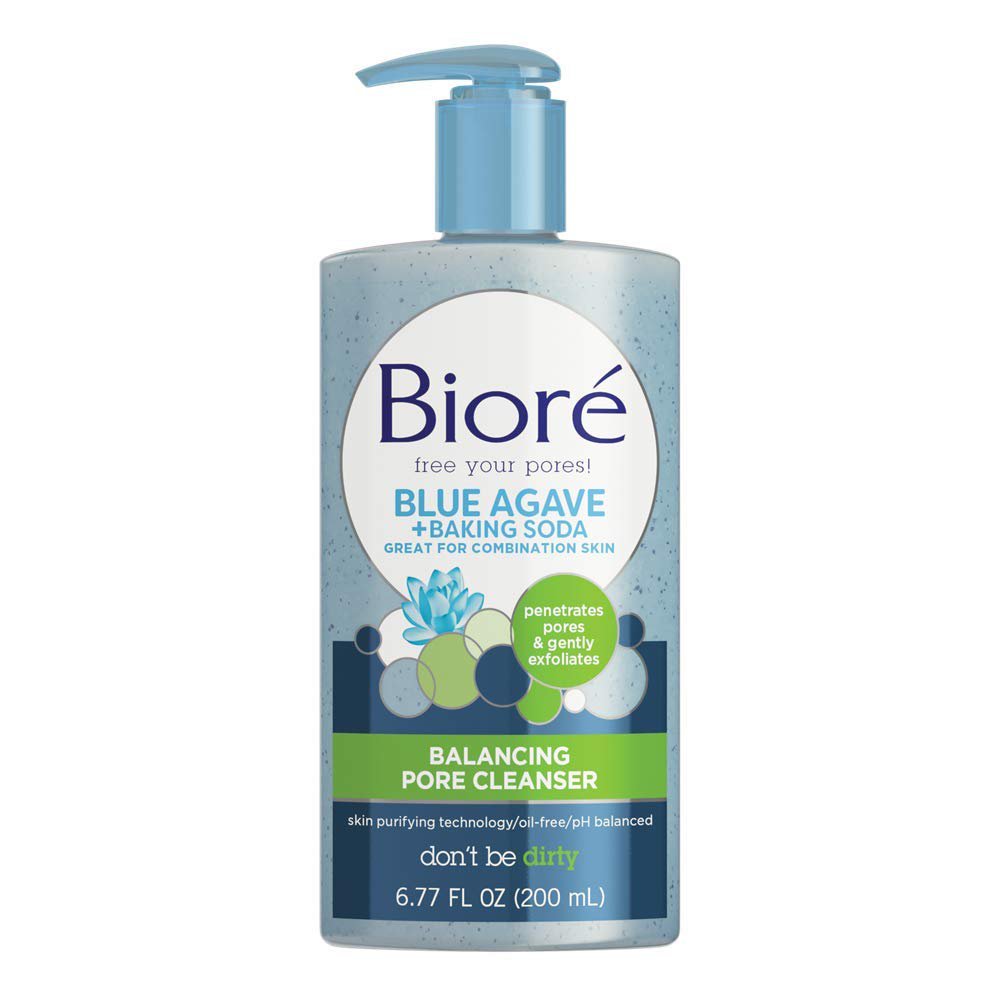 Bioré
free your pores!
BLUE AGAVE
+BAKING SODA
GREAT FOR COMBINATION SKIN
penetrates
pores
& gently
exfoliates
BALANCING
PORE CLEANSER
skin purifying technology/oil-free/pH balanced
don't be dirty
6.77 FL OZ (200 mL)